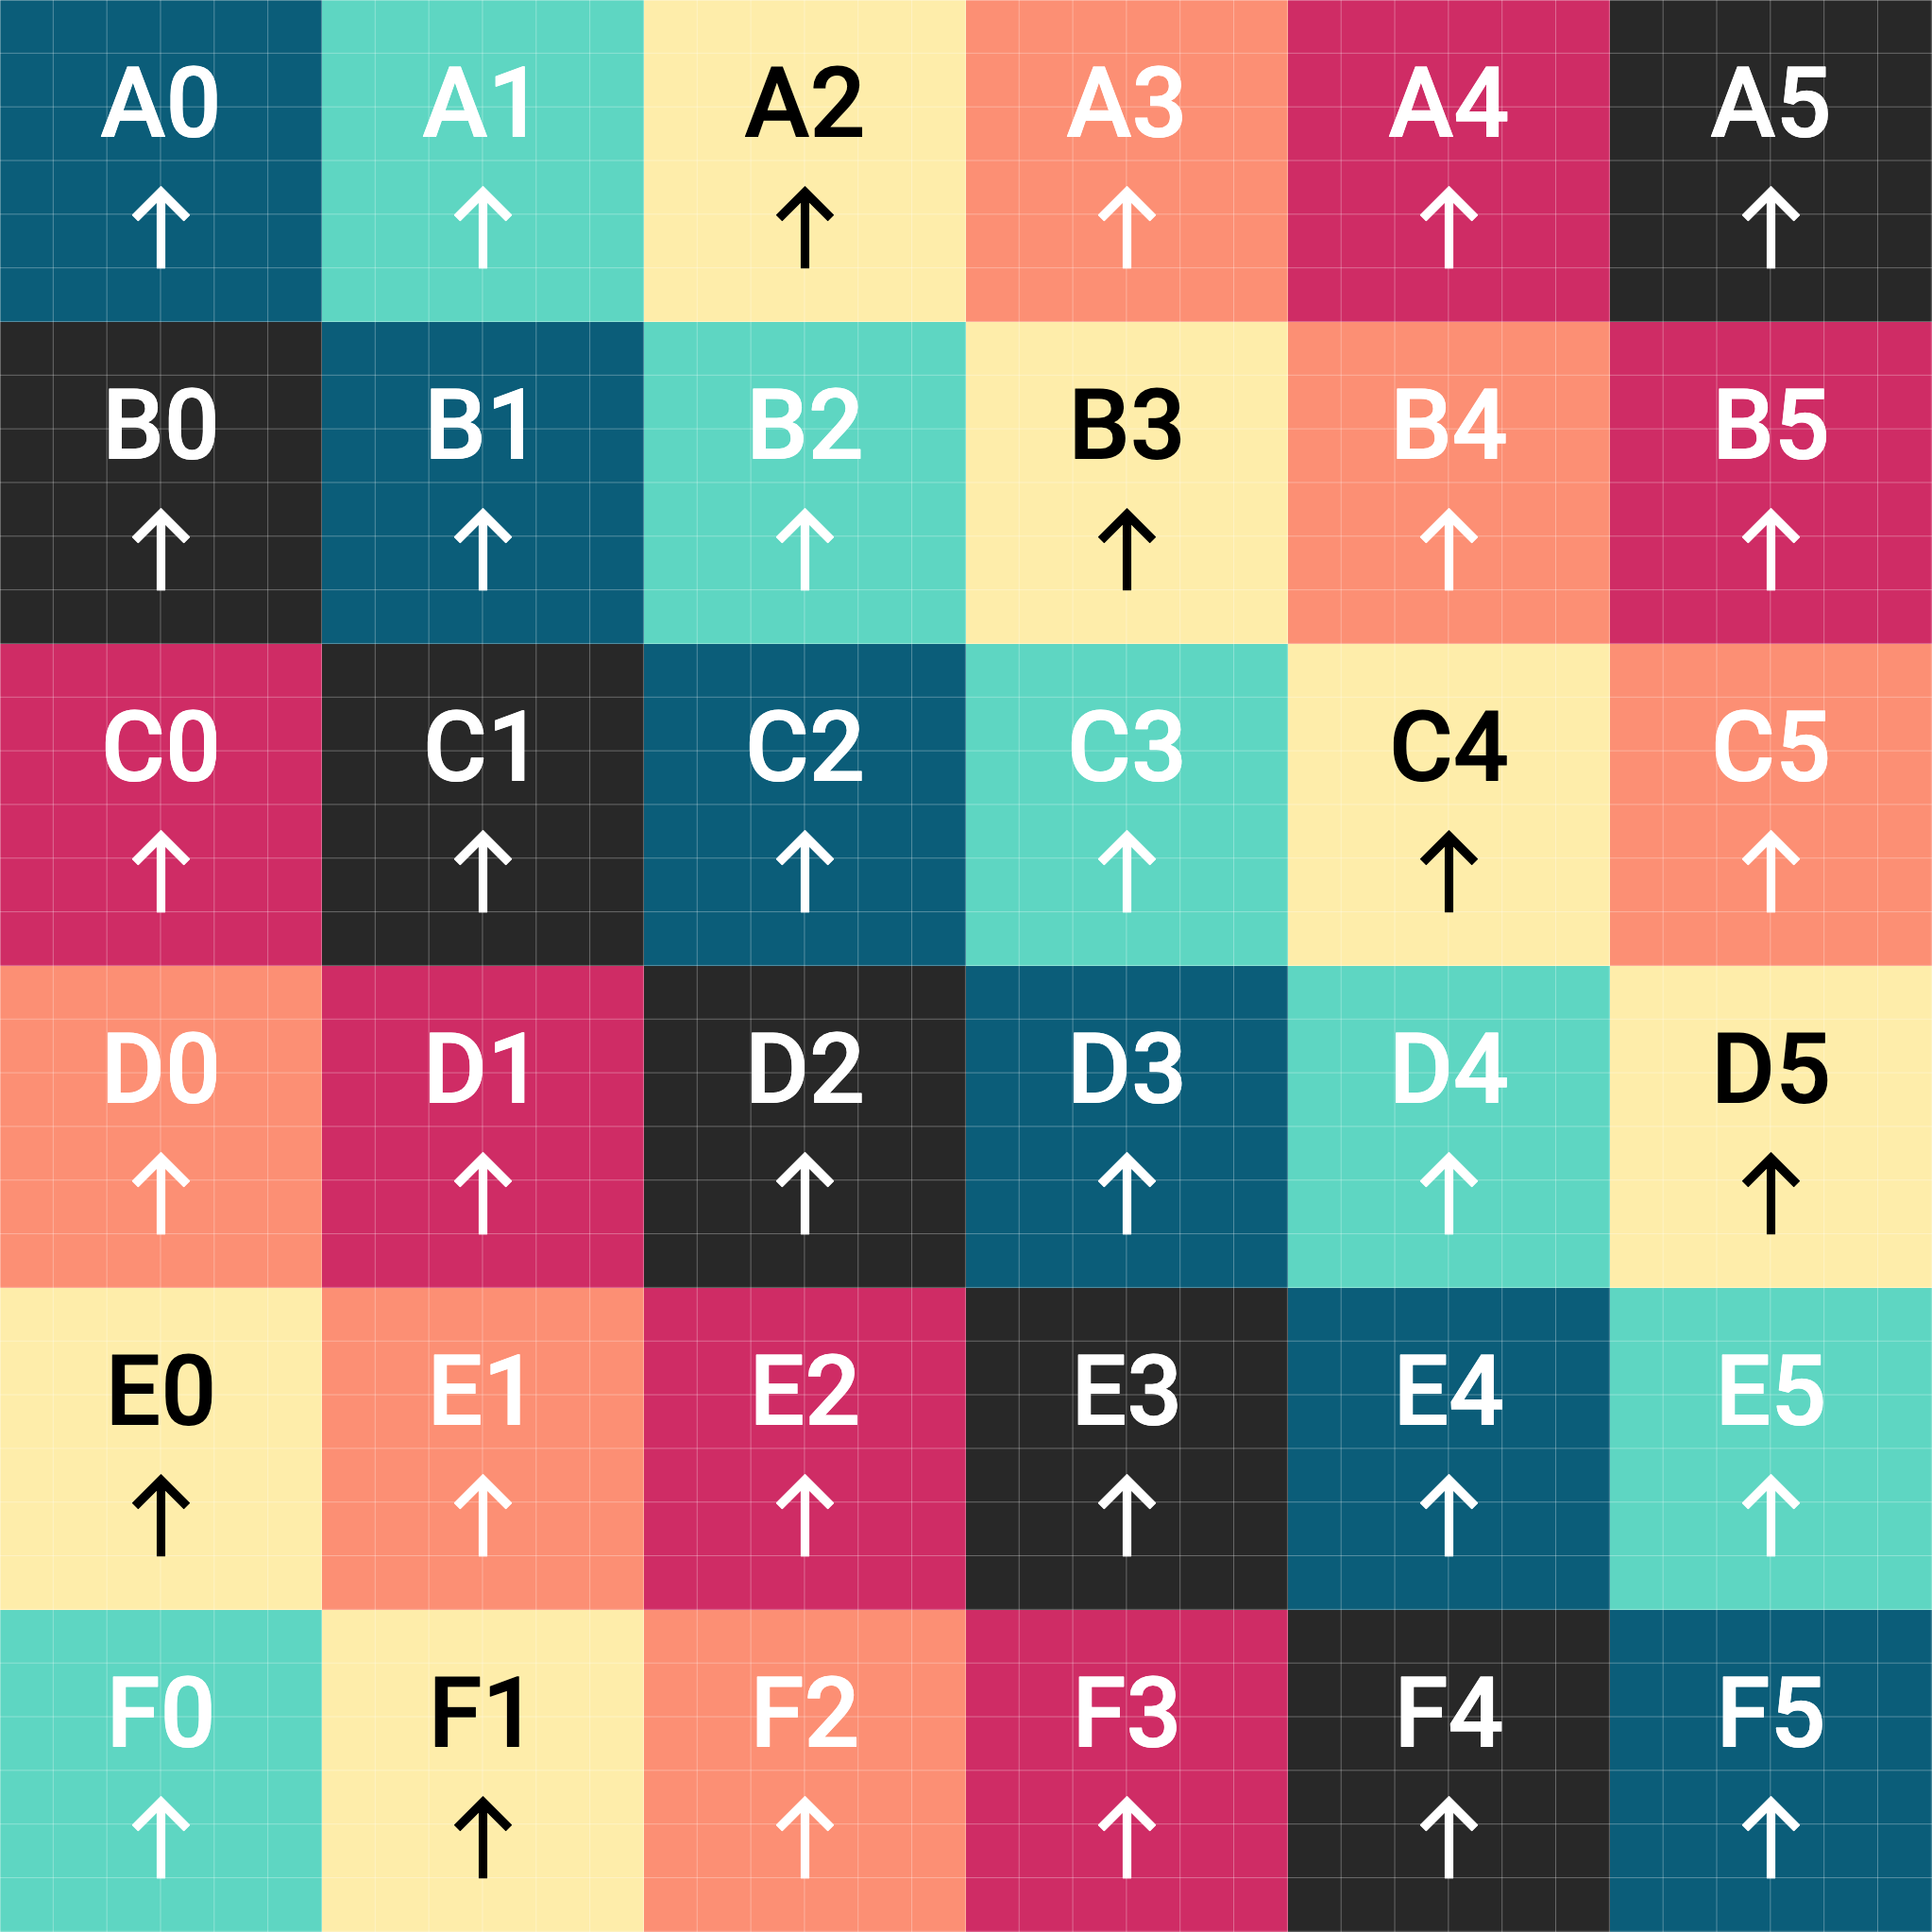 A0 A1 A2 A3 A4 A5
B0 B1 B2 B3 B4 B5
C0 C1 C2 C3 C4 C5
D0 D1 D2 D3 D4 D5
E0 E1 E2 E3 E4 E5
F0 F1 F2 F3 F4 F5